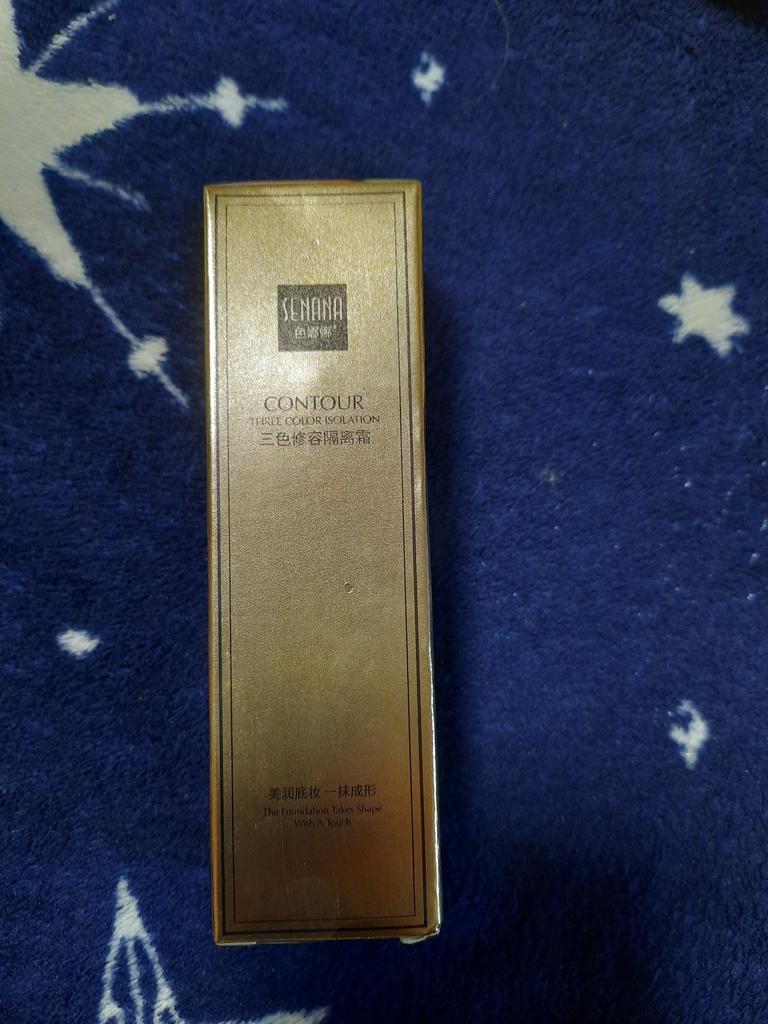 SENANA
色娜娜
CONTOUR
THREE COLOR ISOLATION
三色修容隔离霜
美润底妆 一抹成形
The Foundation Takes Shape
With A Touch